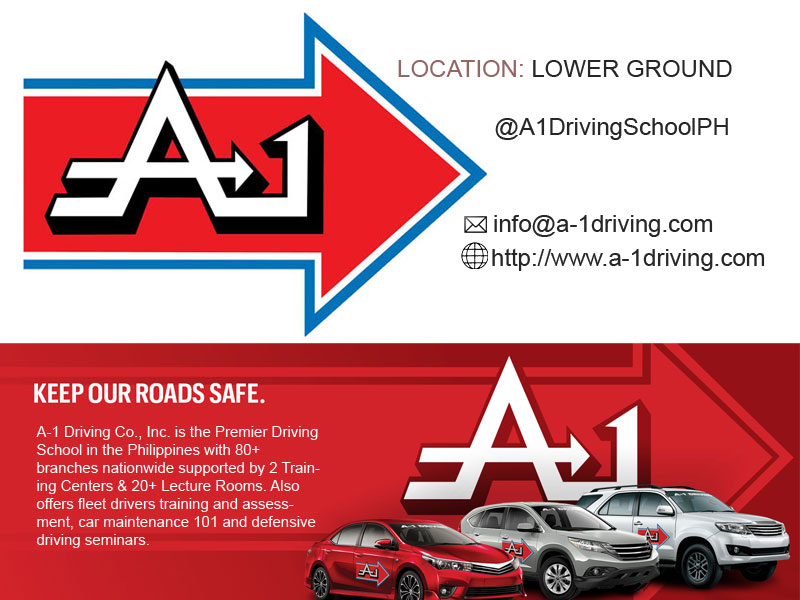 A-1
LOCATION: LOWER GROUND
@A1DrivingSchoolPH
info@a-1driving.com
http://www.a-1driving.com
KEEP OUR ROADS SAFE.
A-1 Driving Co., Inc. is the Premier Driving
School in the Philippines with 80+
branches nationwide supported by 2 Train-
ing Centers & 20+ Lecture Rooms. Also
offers fleet drivers training and assess-
ment, car maintenance 101 and defensive
driving seminars.
A-1
A-1
A-1
A-1